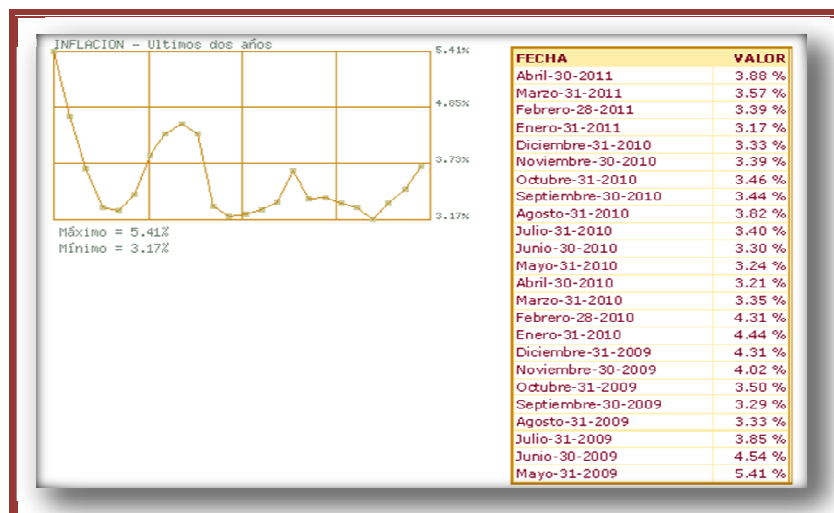 INFLACION - Ultimos dos años
5.41%
4.85%
3.73%
3.17%
Máximo = 5.41%
Mínimo = 3.17%
FECHA VALOR
Abril-30-2011 3.88 %
Marzo-31-2011 3.57 %
Febrero-28-2011 3.39 %
Enero-31-2011 3.17 %
Diciembre-31-2010 3.33 %
Noviembre-30-2010 3.39 %
Octubre-31-2010 3.46 %
Septiembre-30-2010 3.44 %
Agosto-31-2010 3.82 %
Julio-31-2010 3.40 %
Junio-30-2010 3.30 %
Mayo-31-2010 3.24 %
Abril-30-2010 3.21 %
Marzo-31-2010 3.35 %
Febrero-28-2010 4.31 %
Enero-31-2010 4.44 %
Diciembre-31-2009 4.31 %
Noviembre-30-2009 4.02 %
Octubre-31-2009 3.50 %
Septiembre-30-2009 3.29 %
Agosto-31-2009 3.33 %
Julio-31-2009 3.85 %
Junio-30-2009 4.54 %
Mayo-31-2009 5.41 %